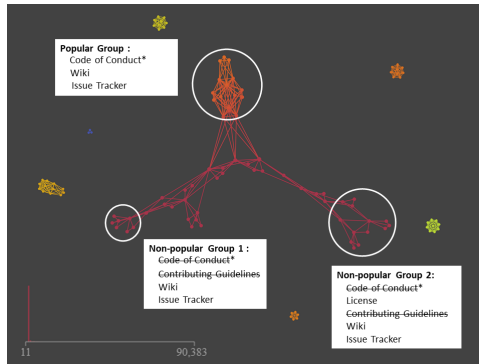 Popular Group :
Code of Conduct*
Wiki
Issue Tracker
Non-popular Group 1 :
Code of Conduct*
Contributing Guidelines
Wiki
Issue Tracker
Non-popular Group 2:
Code of Conduct*
License
Contributing Guidelines
Wiki
Issue Tracker
11 90,383